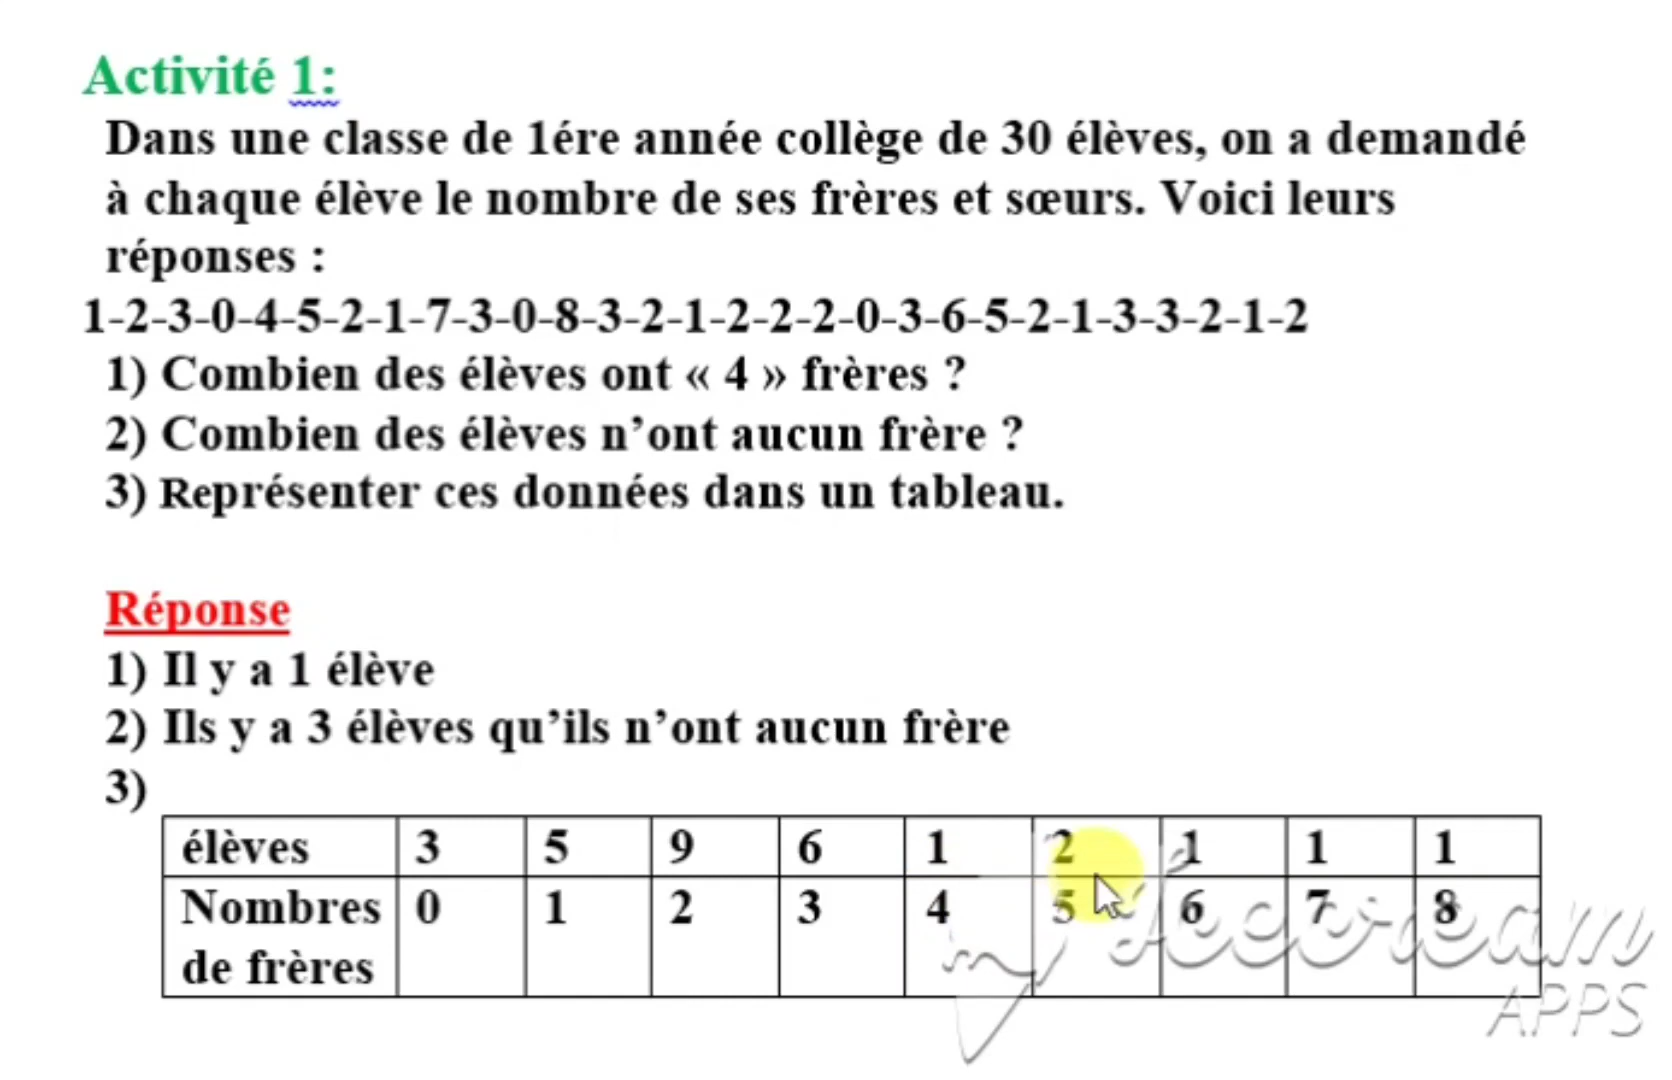 Activité 1:
Dans une classe de 1ére année collège de 30 élèves, on a demandé
à chaque élève le nombre de ses frères et sœurs. Voici leurs
réponses :
1-2-3-0-4-5-2-1-7-3-0-8-3-2-1-2-2-2-0-3-6-5-2-1-3-3-2-1-2
1) Combien des élèves ont « 4 » frères ?
2) Combien des élèves n’ont aucun frère ?
3) Représenter ces données dans un tableau.
Réponse
1) Il y a 1 élève
2) Ils y a 3 élèves qu’ils n’ont aucun frère
3)
élèves 3 5 9 6 1 2 1 1 1
Nombres 0 1 2 3 4 5 6 7 8
de frères
Icecream
APPS